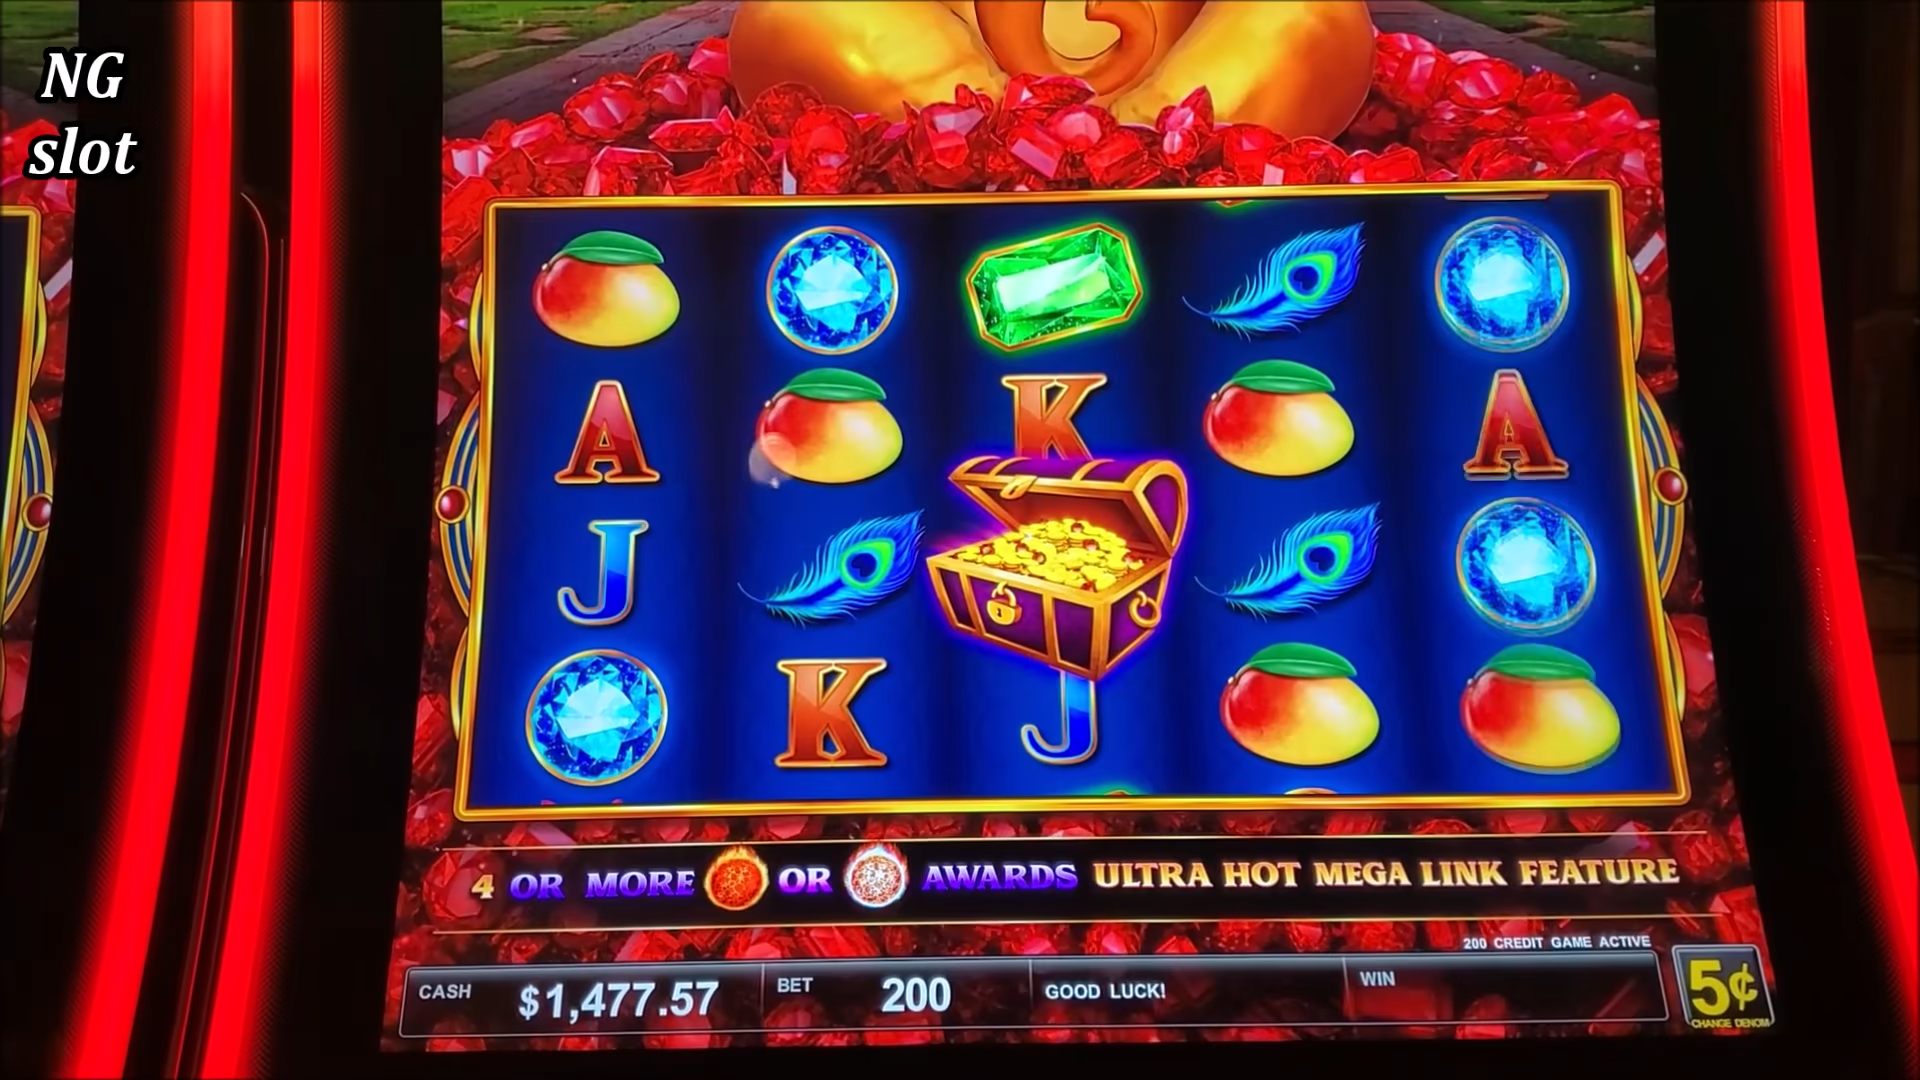 NG
slot
A
K
A
J
K
J
4 OR MORE OR AWARDS ULTRA HOT MEGA LINK FEATURE
200 CREDIT GAME ACTIVE
CASH $1,477.57 BET 200 GOOD LUCK! WIN 5¢
CHANGE DENOM